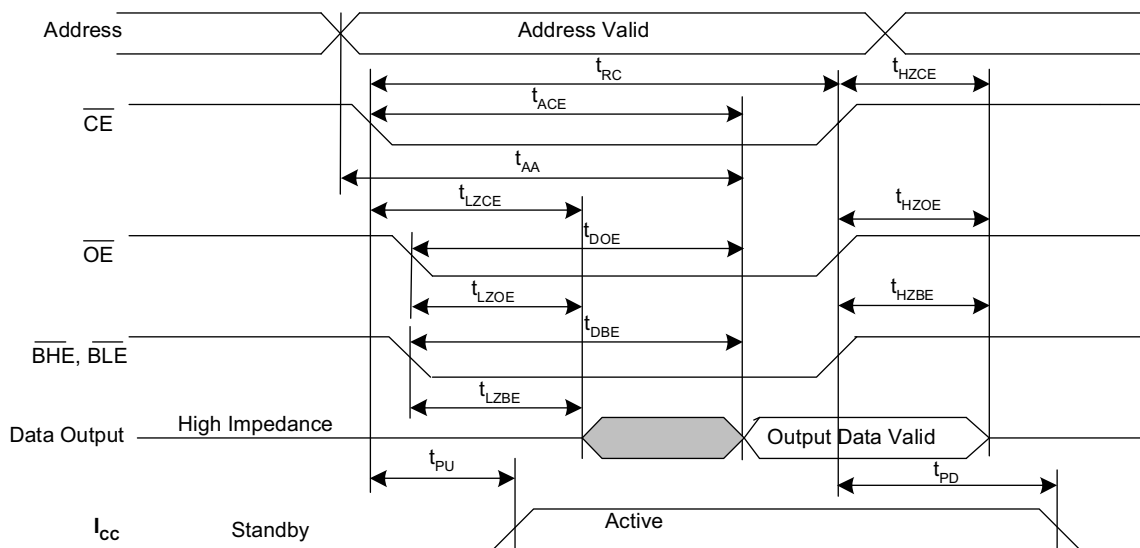 Address
Address Valid
tRC
tHZCE
tACE
CE
tAA
tLZCE
tHZOE
tDOE
OE
tLZOE
tHZBE
tDBE
BHE, BLE
tLZBE
Data Output
High Impedance
Output Data Valid
tPU
tPD
ICC
Standby
Active